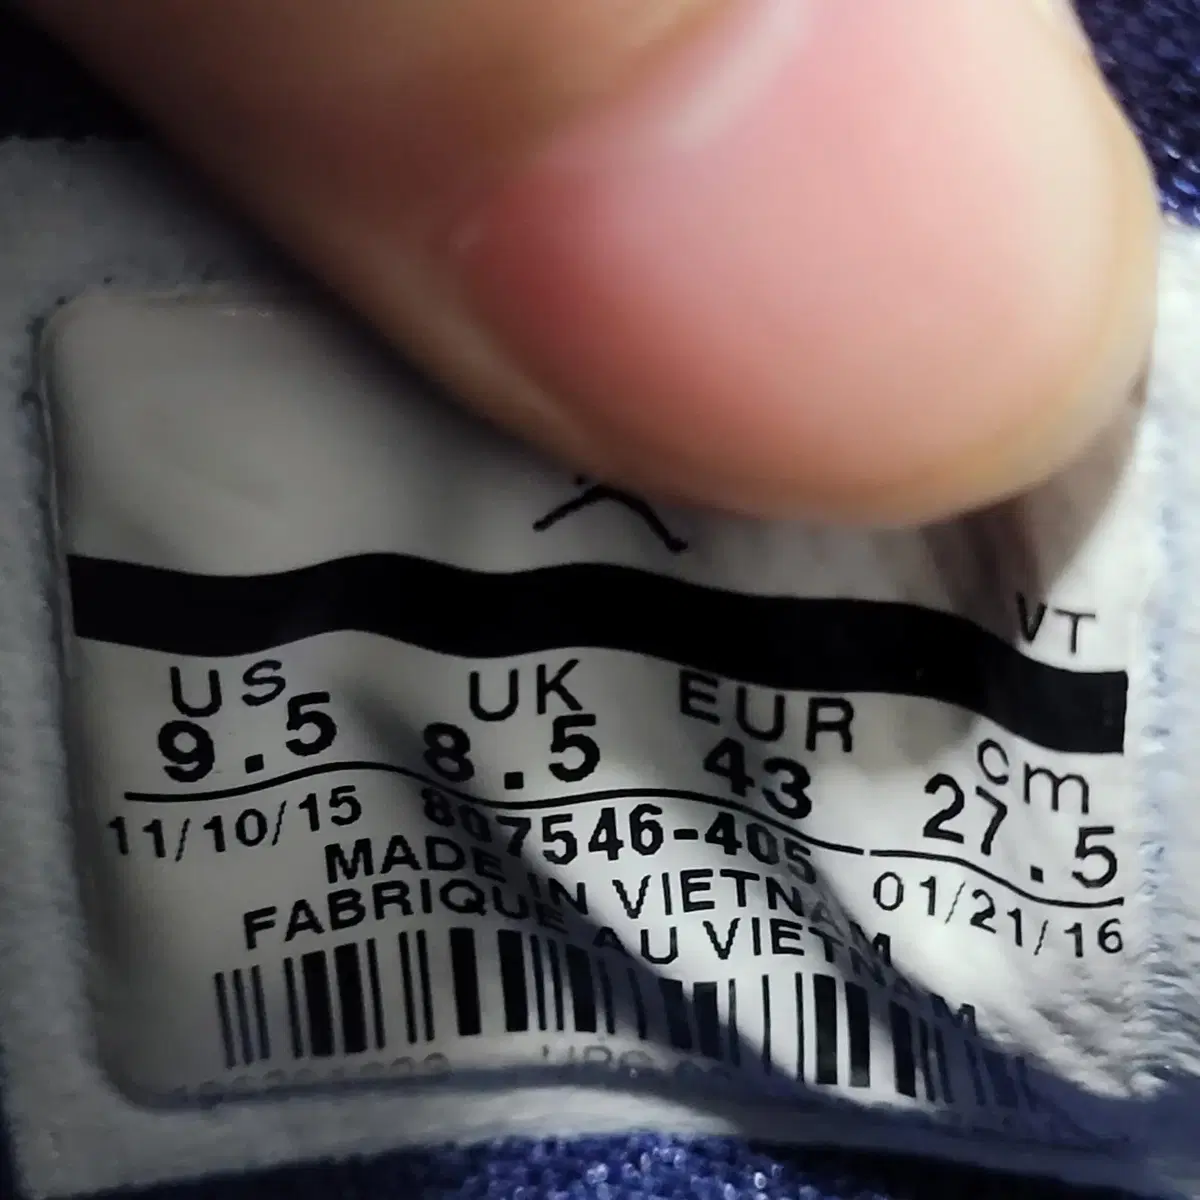 VT
US UK EUR cm
9.5 8.5 43 27.5
11/10/15 807546-405 01/21/16
MADE IN VIETNAM
FABRIQUE AU VIETNAM